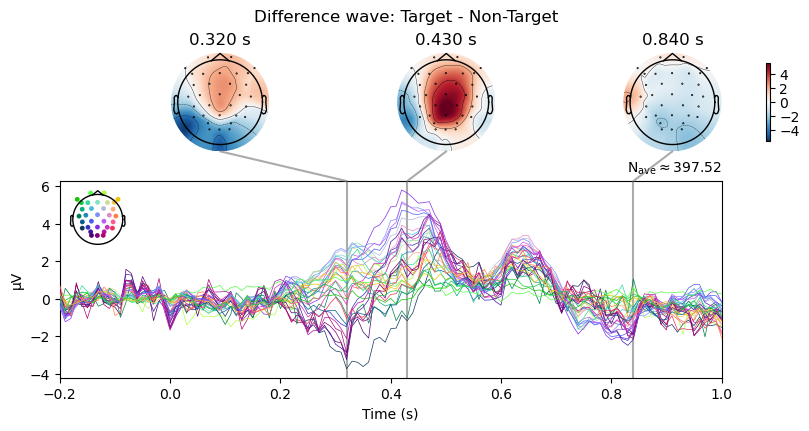 Difference wave: Target - Non-Target
0.320 s
0.430 s
0.840 s
4
2
0
−2
−4
Nave≈397.52
6
4
2
0
−2
−4
µV
−0.2
0.0
0.2
0.4
0.6
0.8
1.0
Time (s)